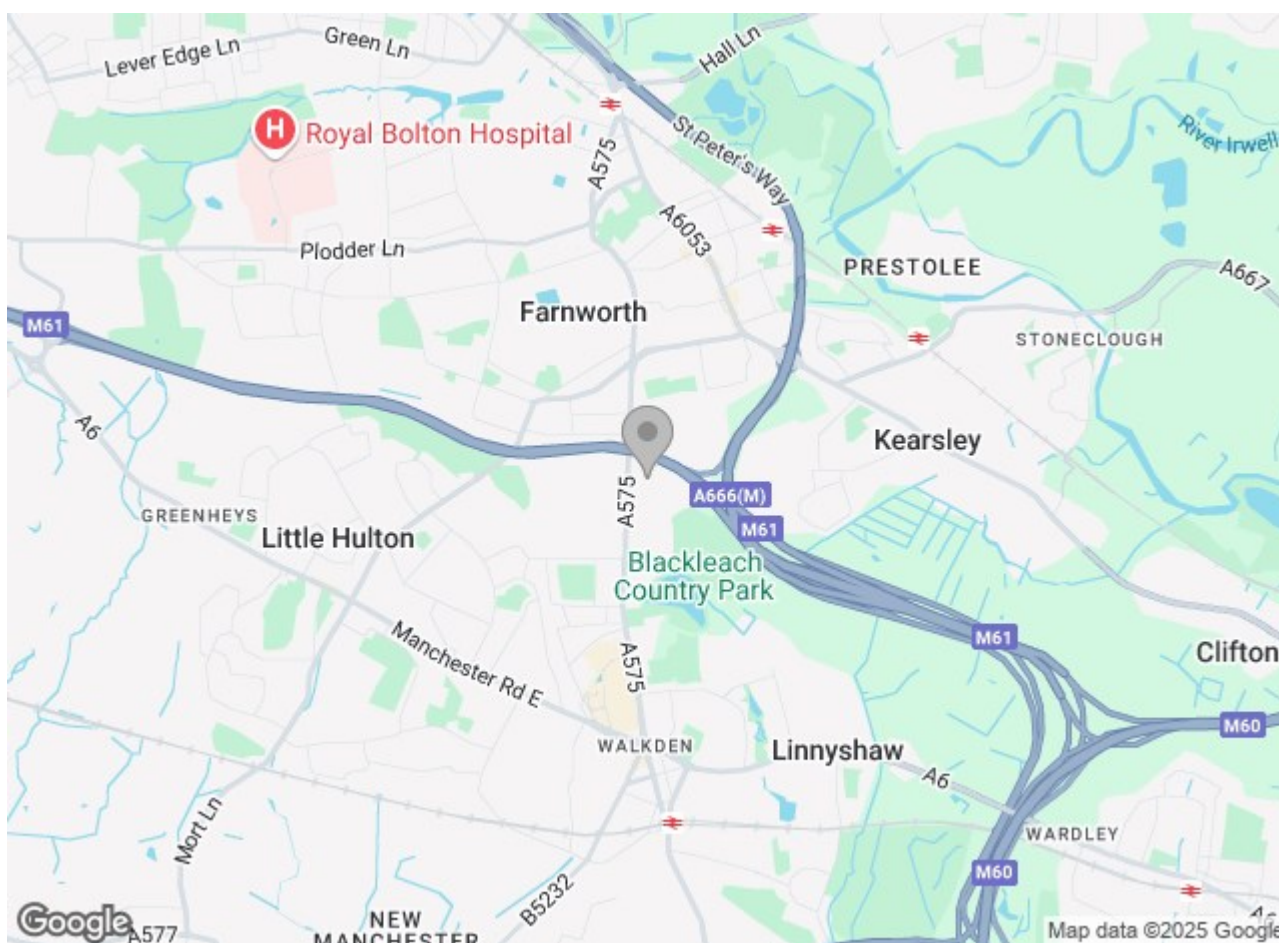 Lever Edge Ln
Green Ln
Hall Ln
H Royal Bolton Hospital
A575
St Peter's Way
River Irwell
A6053
Plodder Ln
PRESTOLEE
A667
M61
Farnworth
STONECLOUGH
A6
Kearsley
A575
A666(M)
M61
GREENHEYS
Little Hulton
Blackleach
Country Park
M61
Manchester Rd E
A575
Clifton
M60
WALKDEN
Linnyshaw
A6
Mort Ln
WARDLEY
M60
B5232
NEW
MANCHESTER
A6
A577
Google
Map data ©2025 Google